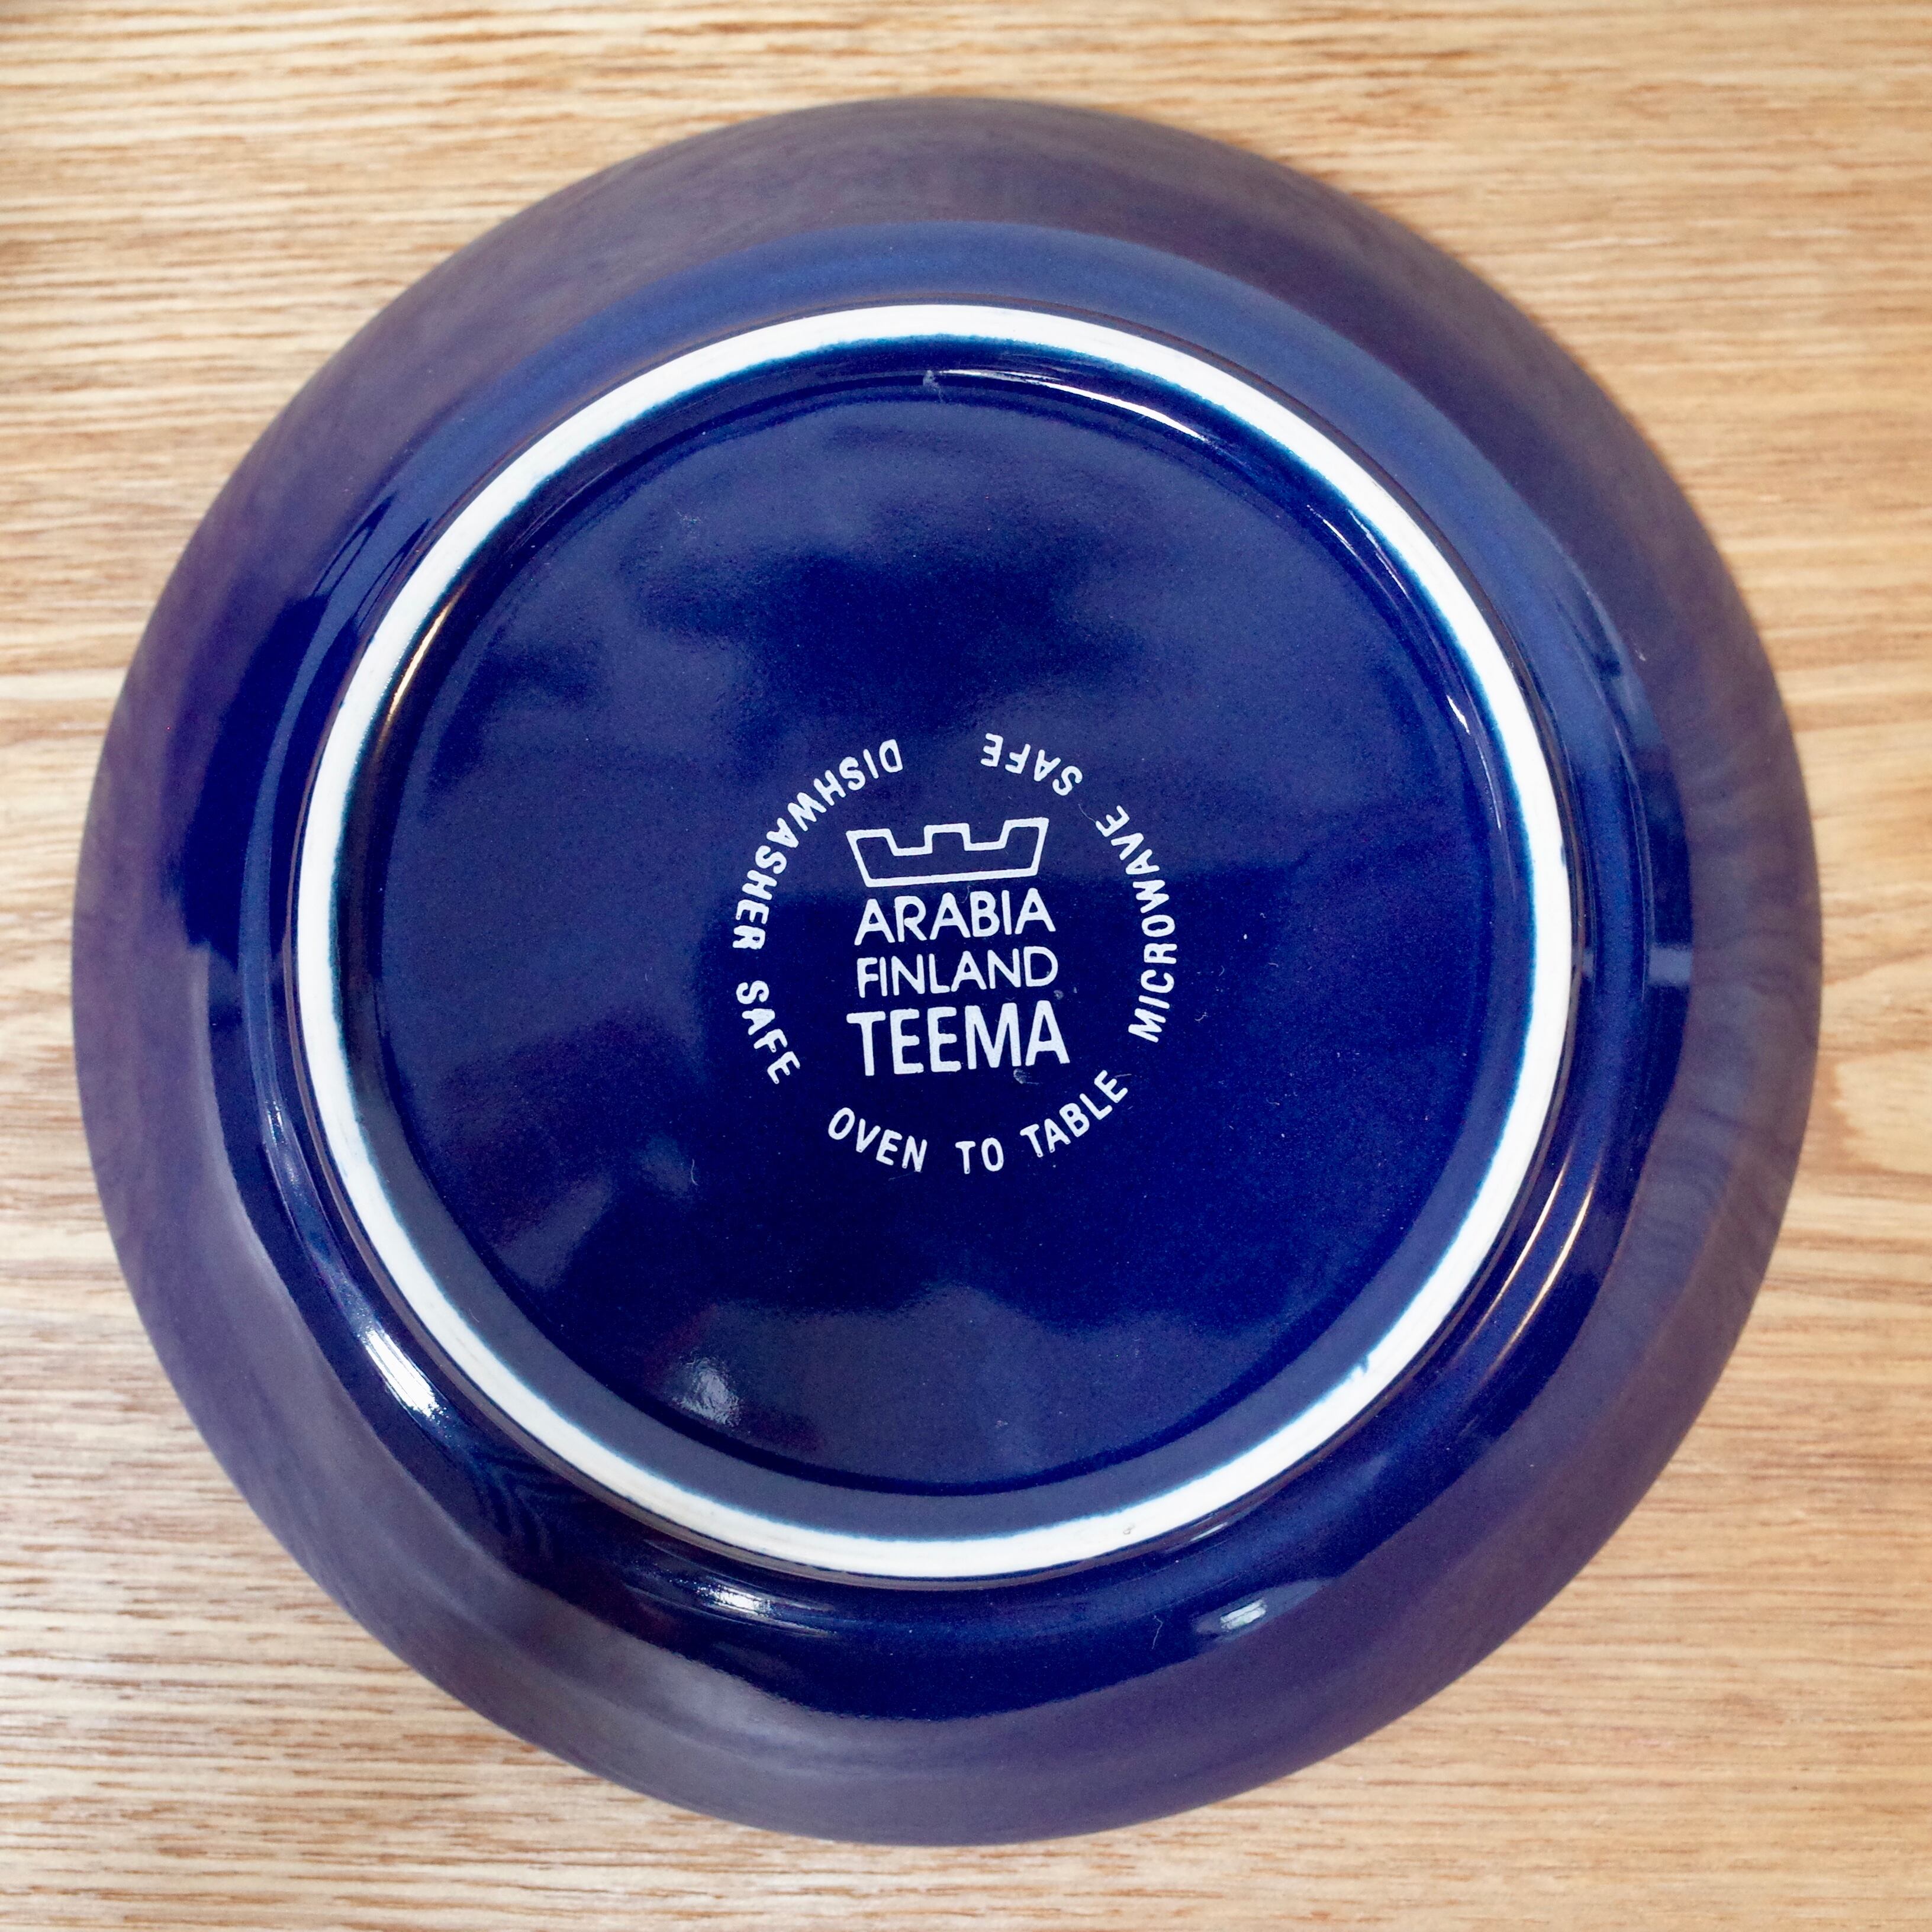 ARABIA
FINLAND
TEEMA
DISHWASHER SAFE
OVEN TO TABLE
MICROWAVE SAFE